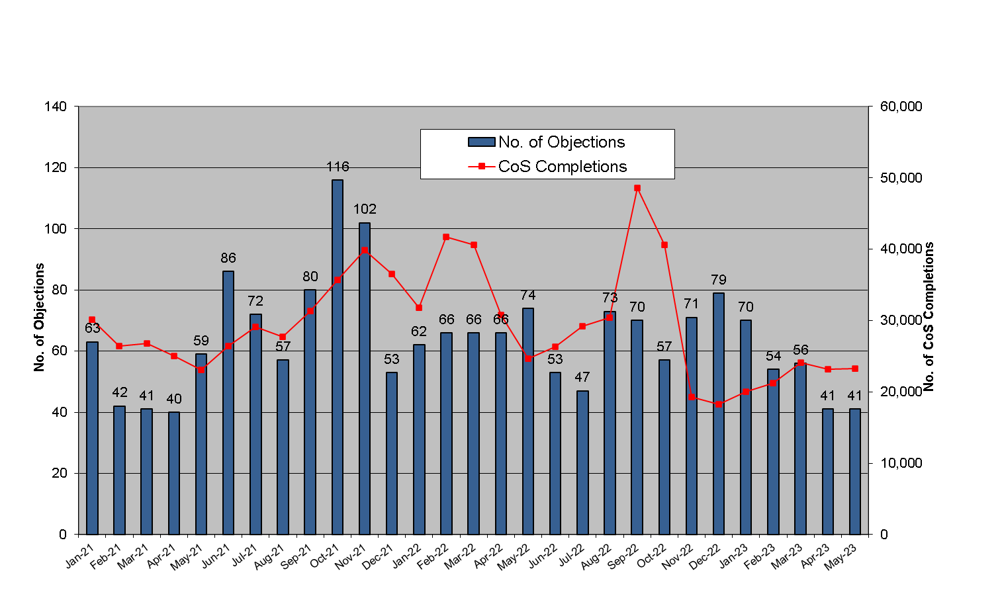 140
120
100
80
60
40
20
0
No. of Objections
60,000
50,000
40,000
30,000
20,000
10,000
0
No. of CoS Completions
No. of Objections
CoS Completions
63
42
41
40
59
86
72
57
80
116
102
53
62
66
66
66
74
53
47
73
70
57
71
79
70
54
56
41
41
Jan-21
Feb-21
Mar-21
Apr-21
May-21
Jun-21
Jul-21
Aug-21
Sep-21
Oct-21
Nov-21
Dec-21
Jan-22
Feb-22
Mar-22
Apr-22
May-22
Jun-22
Jul-22
Aug-22
Sep-22
Oct-22
Nov-22
Dec-22
Jan-23
Feb-23
Mar-23
Apr-23
May-23